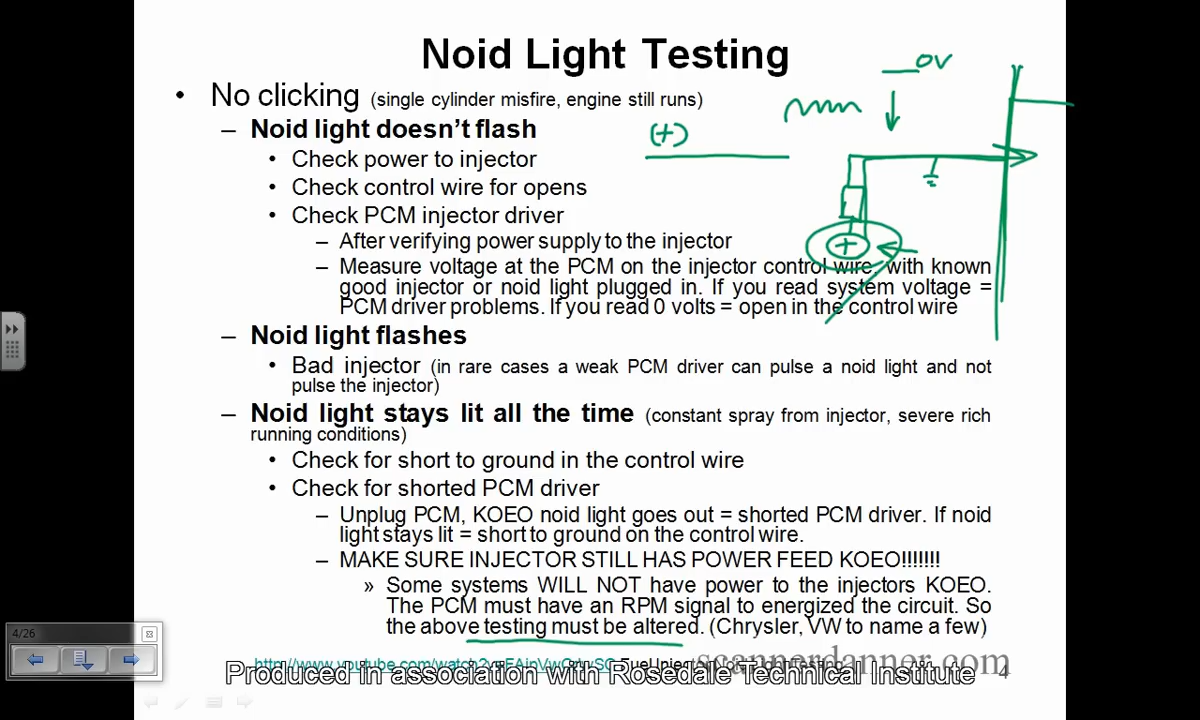 Noid Light Testing
• No clicking (single cylinder misfire, engine still runs)
– Noid light doesn't flash
• Check power to injector
• Check control wire for opens
• Check PCM injector driver
– After verifying power supply to the injector
– Measure voltage at the PCM on the injector control wire, with known
good injector or noid light plugged in. If you read system voltage =
PCM driver problems. If you read 0 volts = open in the control wire
– Noid light flashes
• Bad injector (in rare cases a weak PCM driver can pulse a noid light and not
pulse the injector)
– Noid light stays lit all the time (constant spray from injector, severe rich
running conditions)
• Check for short to ground in the control wire
• Check for shorted PCM driver
– Unplug PCM, KOEO noid light goes out = shorted PCM driver. If noid
light stays lit = short to ground on the control wire.
– MAKE SURE INJECTOR STILL HAS POWER FEED KOEO!!!!!!!
» Some systems WILL NOT have power to the injectors KOEO.
The PCM must have an RPM signal to energized the circuit. So
the above testing must be altered. (Chrysler, VW to name a few)
0V
(+)
+
4/26
scannerdanner.com
Produced in association with Rosedale Technical Institute
4